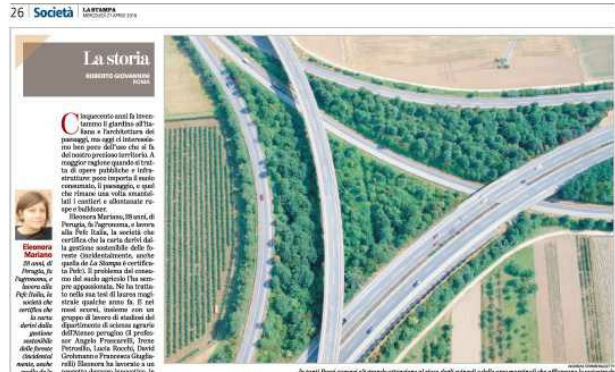 26 Società LA STAMPA
MERCOLEDÌ 27 APRILE 2016
La storia
ROBERTO GIOVANNINI
ROMA
Cinquecento anni fa inven-
tammo il giardino all'ita-
liana e l'architettura dei
paesaggi, ma oggi ci interessia-
mo ben poco dell'uso che si fa
del nostro prezioso territorio. A
maggior ragione quando si trat-
ta di opere pubbliche e infra-
strutture: poco importa il suolo
consumato, il paesaggio, e quel
che rimane una volta smantel-
lati i cantieri e allontanate ru-
spe e bulldozer.
Eleonora Mariano, 28 anni, di
Perugia, fa l'agronoma, e lavora
alla Pefc Italia, la società che
certifica che la carta derivi dal-
la gestione sostenibile delle fo-
reste (incidentalmente, anche
quella de La Stampa è certifica-
ta Pefc). Il problema del consu-
mo del suolo agricolo l'ha sem-
pre appassionata. Ne ha tratta-
to nella sua tesi di laurea magi-
strale qualche anno fa. E nei
mesi scorsi, insieme con un
gruppo di lavoro di studiosi del
dipartimento di scienze agrarie
dell'Ateneo perugino (il profes-
sor Angelo Frascarelli, Irene
Petrosillo, Lucia Rocchi, David
Grohmann e Francesca Giuglia-
relli) Eleonora ha lavorato a un
Eleonora
Mariano
28 anni, di
Perugia, fa
l'agronoma, e
lavora alla
Pefc Italia, la
società che
certifica che
la carta
derivi dalla
gestione
sostenibile
delle foreste
(incidental
mente, anche